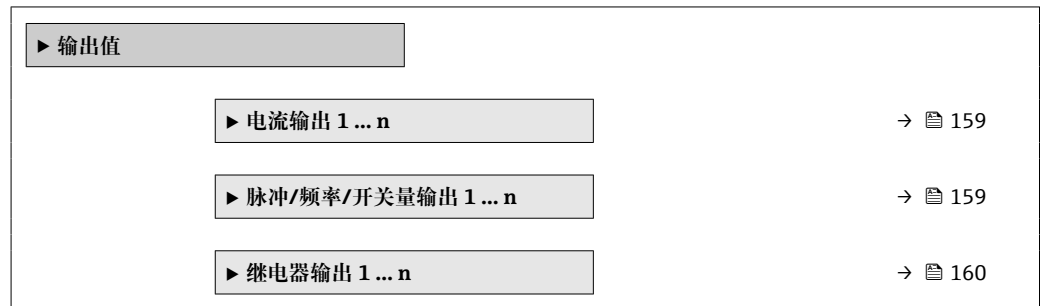 ▶ 输出值
▶ 电流输出 1 ... n → 🖹 159
▶ 脉冲/频率/开关量输出 1 ... n → 🖹 159
▶ 继电器输出 1 ... n → 🖹 160